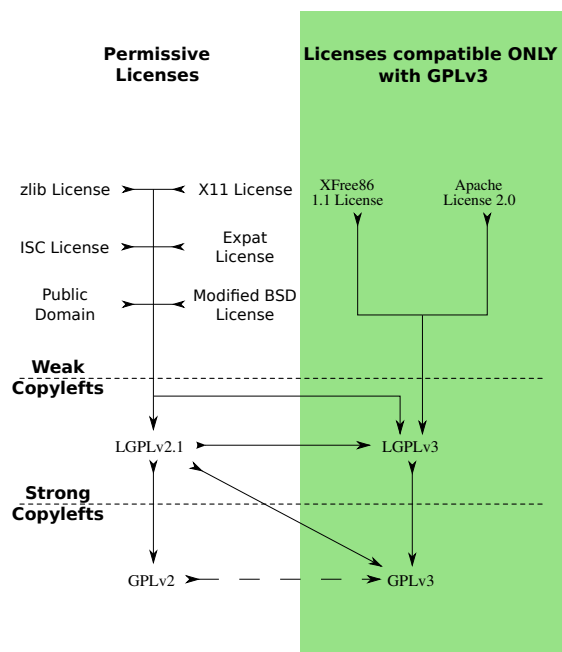 Permissive
Licenses
Licenses compatible ONLY
with GPLv3
zlib License
X11 License
XFree86
1.1 License
Apache
License 2.0
ISC License
Expat
License
Public
Domain
Modified BSD
License
Weak
Copylefts
LGPLv2.1
LGPLv3
Strong
Copylefts
GPLv2
GPLv3